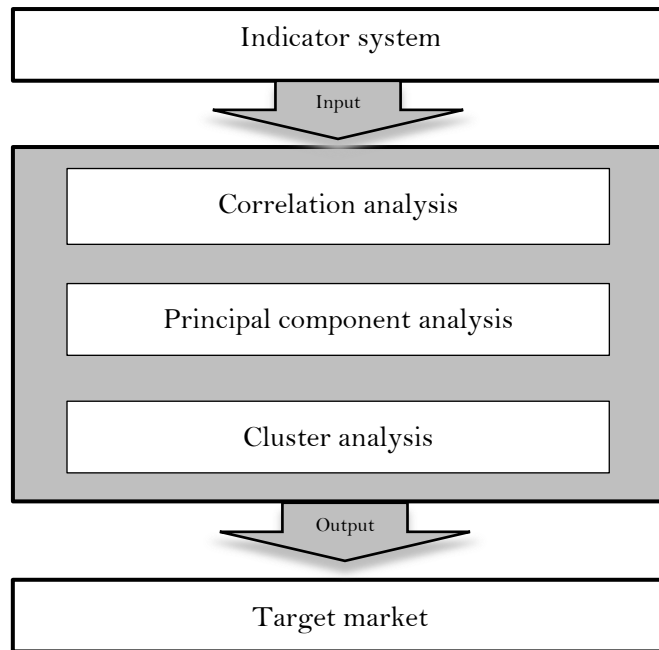 Indicator system
Input
Correlation analysis
Principal component analysis
Cluster analysis
Output
Target market